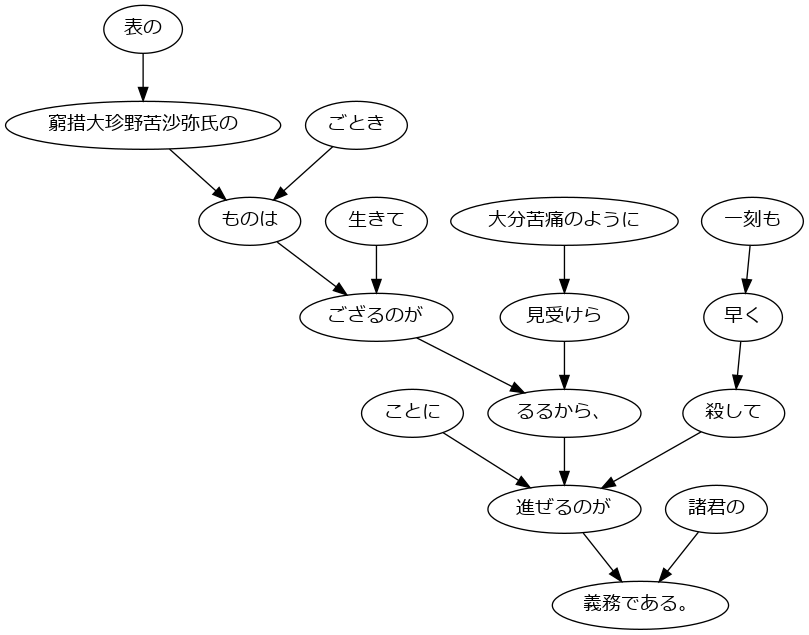 表の
窮措大珍野苦沙弥氏の
ごとき
ものは
生きて
大分苦痛のように
一刻も
ござるのが
見受けら
早く
ことに
るるから、
殺して
進ぜるのが
諸君の
義務である。